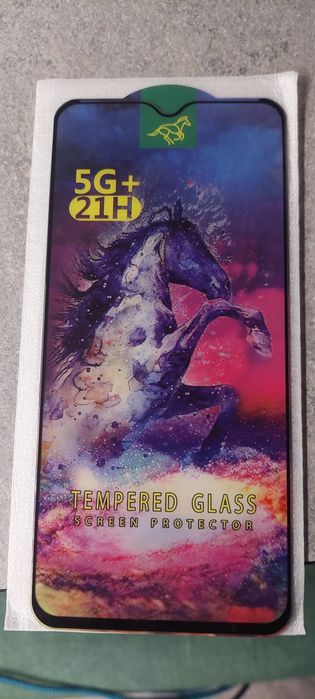 5G+
21H
TEMPERED GLASS
SCREEN PROTECTOR